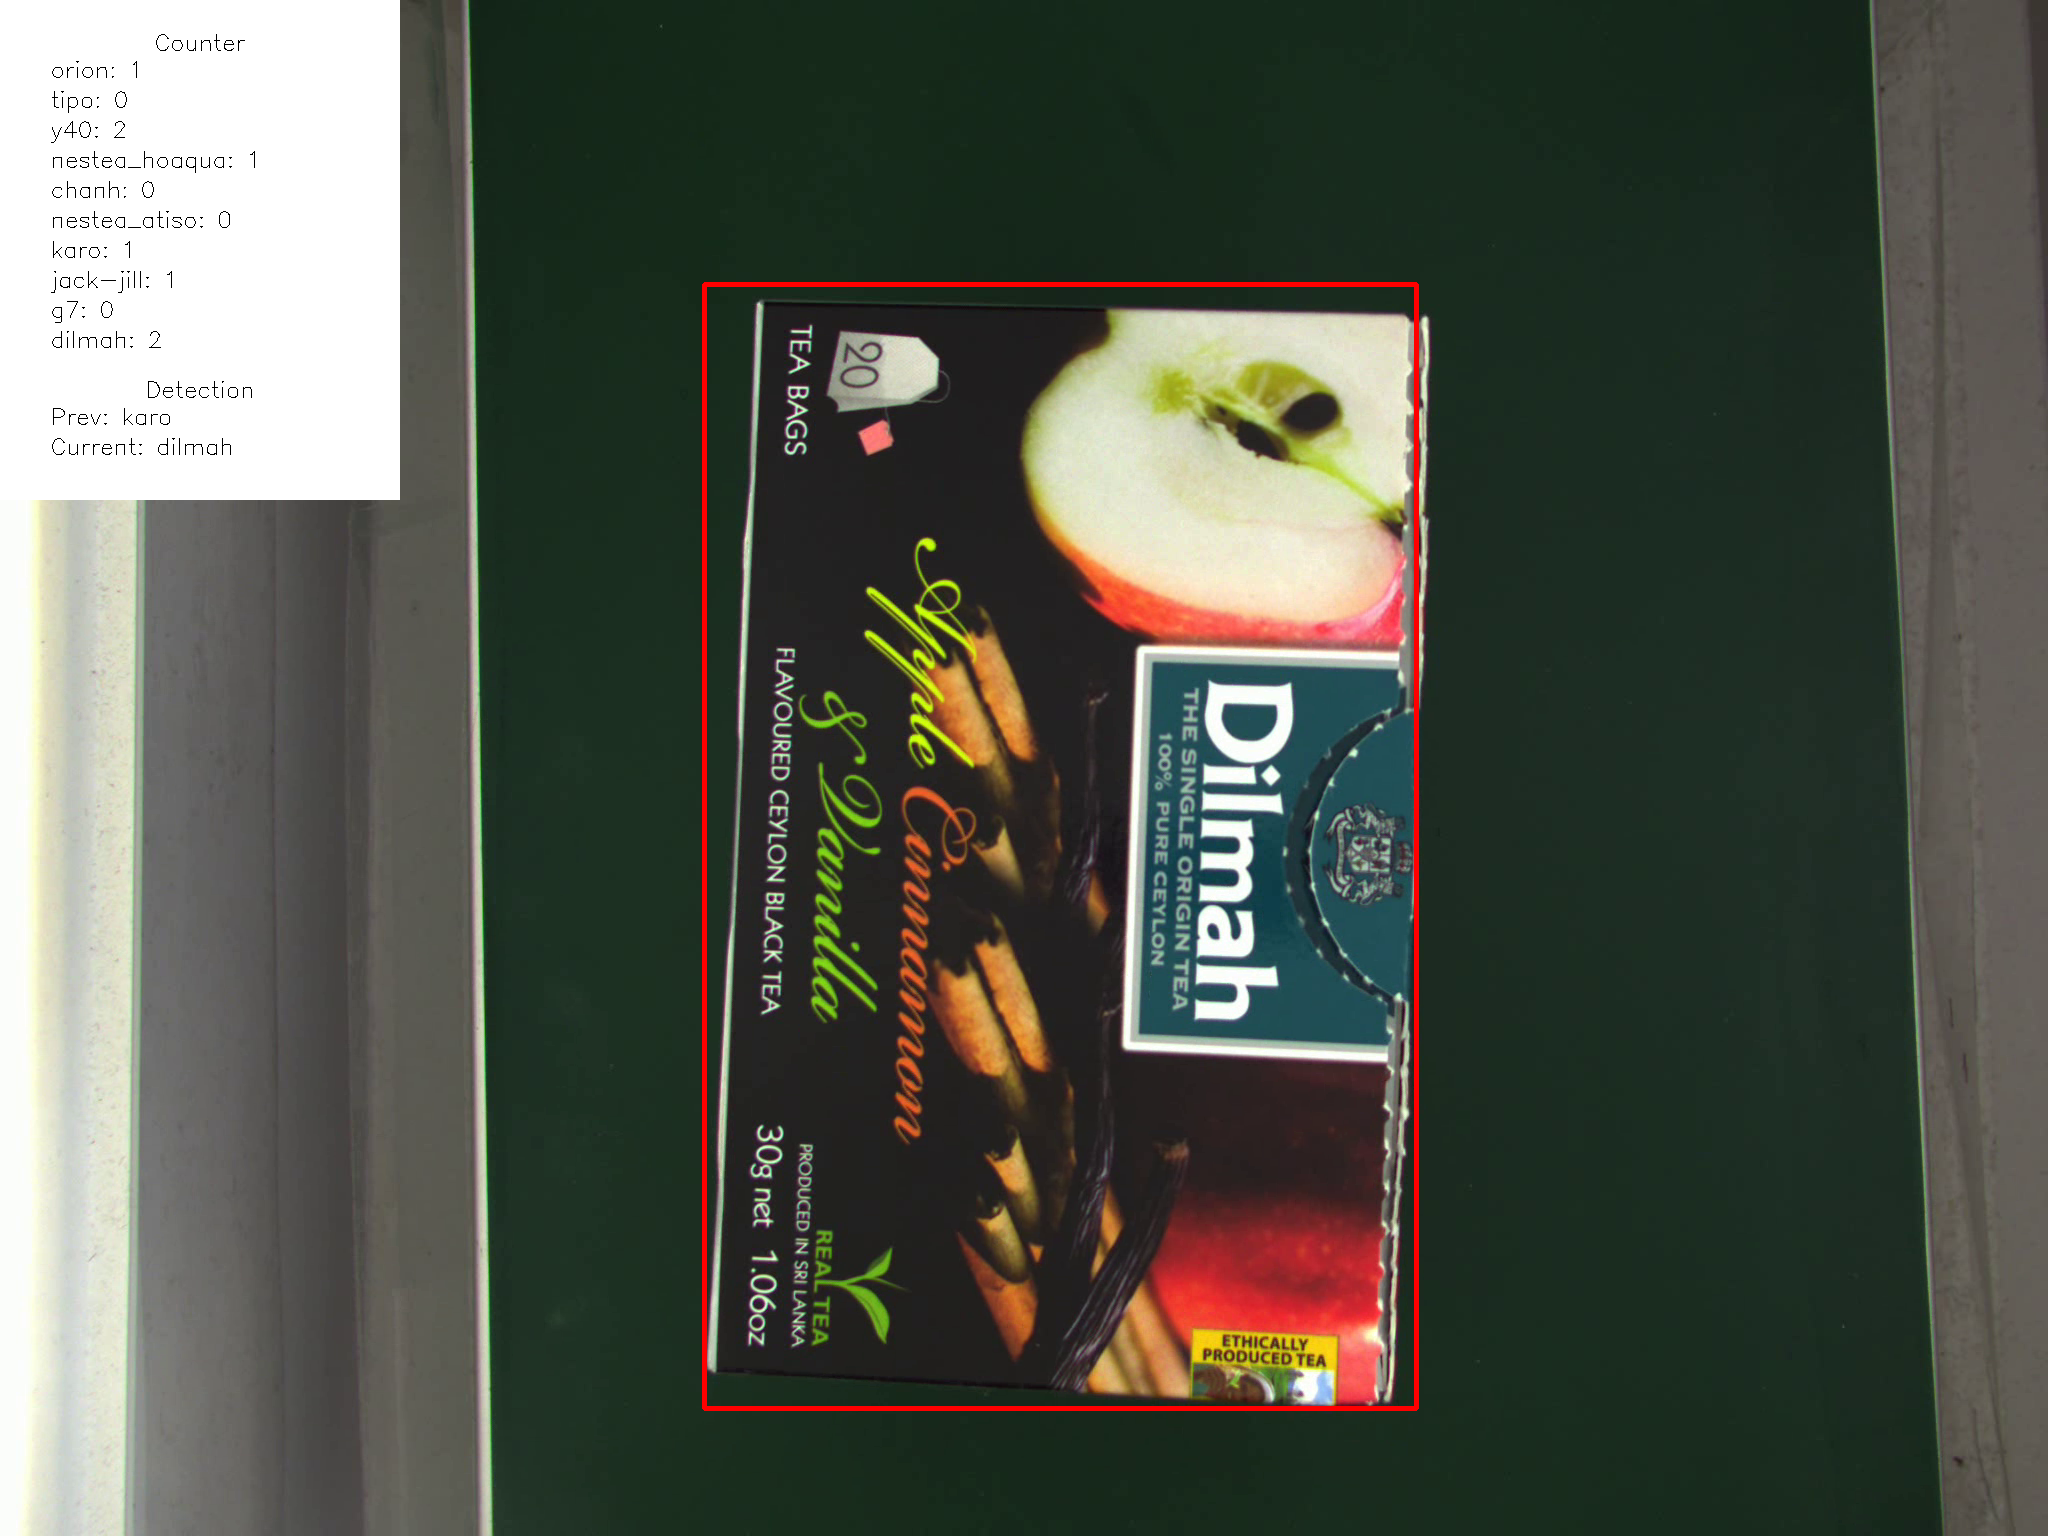 Counter
orion: 1
tipo: 0
y40: 2
nestea_hoaqua: 1
chanh: 0
nestea_atiso: 0
karo: 1
jack-jill: 1
g7: 0
dilmah: 2
Detection
Prev: karo
Current: dilmah
Dilmah
THE SINGLE ORIGIN TEA
100% PURE CEYLON
20
TEA BAGS
Apple Cinnamon
& Vanilla
FLAVOURED CEYLON BLACK TEA
REAL TEA
PRODUCED IN SRI LANKA
30g net 1.06oz
ETHICALLY
PRODUCED TEA